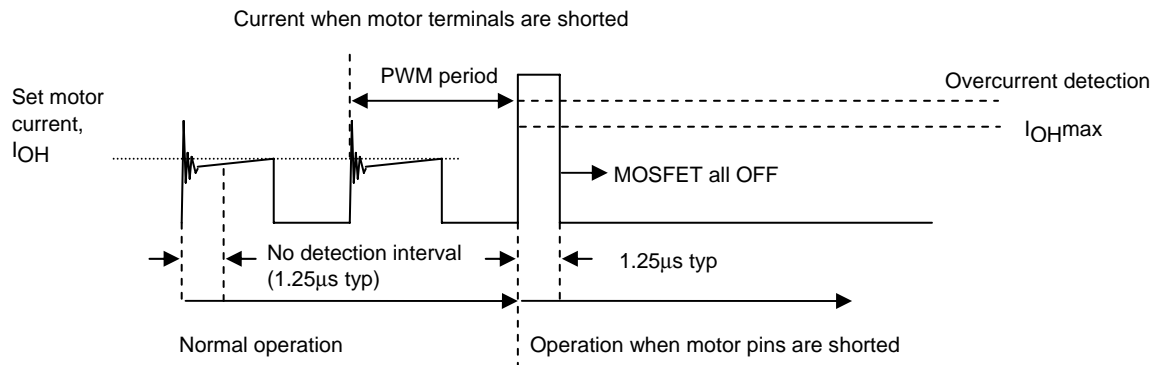 Current when motor terminals are shorted
PWM period
Overcurrent detection
Set motor
current,
IOH
IOHmax
MOSFET all OFF
No detection interval
(1.25μs typ)
1.25μs typ
Normal operation
Operation when motor pins are shorted